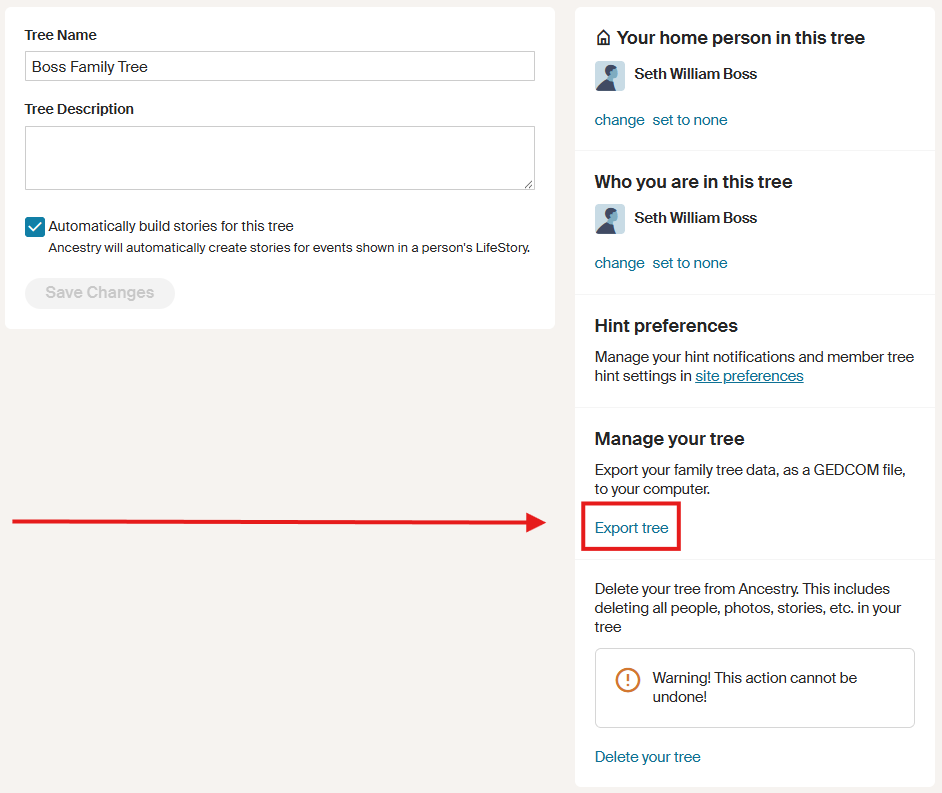 Tree Name
Boss Family Tree
Tree Description
Automatically build stories for this tree
Ancestry will automatically create stories for events shown in a person's LifeStory.
Save Changes
Your home person in this tree
Seth William Boss
change set to none
Who you are in this tree
Seth William Boss
change set to none
Hint preferences
Manage your hint notifications and member tree
hint settings in site preferences
Manage your tree
Export your family tree data, as a GEDCOM file,
to your computer.
Export tree
Delete your tree from Ancestry. This includes
deleting all people, photos, stories, etc. in your
tree
Warning! This action cannot be
undone!
Delete your tree